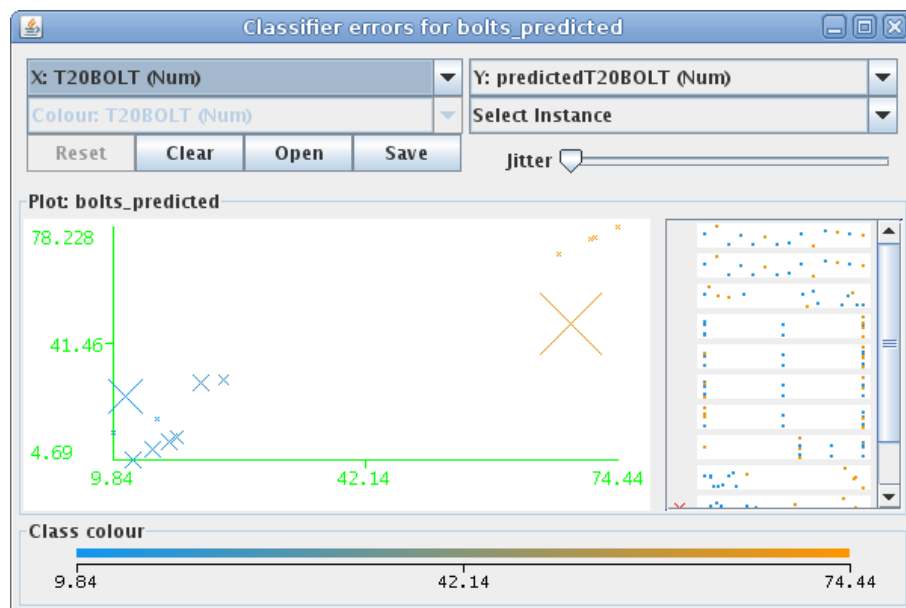 Classifier errors for bolts_predicted
X: T20BOLT (Num)
Y: predictedT20BOLT (Num)
Colour: T20BOLT (Num)
Select Instance
Reset
Clear
Open
Save
Jitter
Plot: bolts_predicted
78.228
41.46
4.69
9.84
42.14
74.44
Class colour
9.84
42.14
74.44